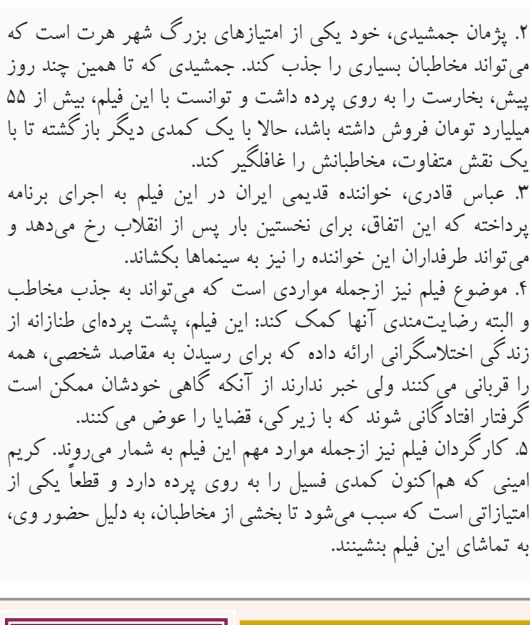 ۲. پژمان جمشیدی، خود یکی از امتیازهای بزرگ شهر هرت است که
می‌تواند مخاطبان بسیاری را جذب کند. جمشیدی که تا همین چند روز
پیش، بخارست را به روی پرده داشت و توانست با این فیلم، بیش از ۵۵
میلیارد تومان فروش داشته باشد، حالا با یک کمدی دیگر بازگشته تا با
یک نقش متفاوت، مخاطبانش را غافلگیر کند.
۳. عباس قادری، خواننده قدیمی ایران در این فیلم به اجرای برنامه
پرداخته که این اتفاق، برای نخستین بار پس از انقلاب رخ می‌دهد و
می‌تواند طرفداران این خواننده را نیز به سینماها بکشاند.
۴. موضوع فیلم نیز ازجمله مواردی است که می‌تواند به جذب مخاطب
و البته رضایت‌مندی آنها کمک کند: این فیلم، پشت پرده‌ای طنازانه از
زندگی اختلاسگرانی ارائه داده که برای رسیدن به مقاصد شخصی، همه
را قربانی می‌کنند ولی خبر ندارند از آنکه گاهی خودشان ممکن است
گرفتار افتادگانی شوند که با زیرکی، قضایا را عوض می‌کنند.
۵. کارگردان فیلم نیز ازجمله موارد مهم این فیلم به شمار می‌روند. کریم
امینی که هم‌اکنون کمدی فسیل را به روی پرده دارد و قطعاً یکی از
امتیازاتی است که سبب می‌شود تا بخشی از مخاطبان، به دلیل حضور وی،
به تماشای این فیلم بنشینند.